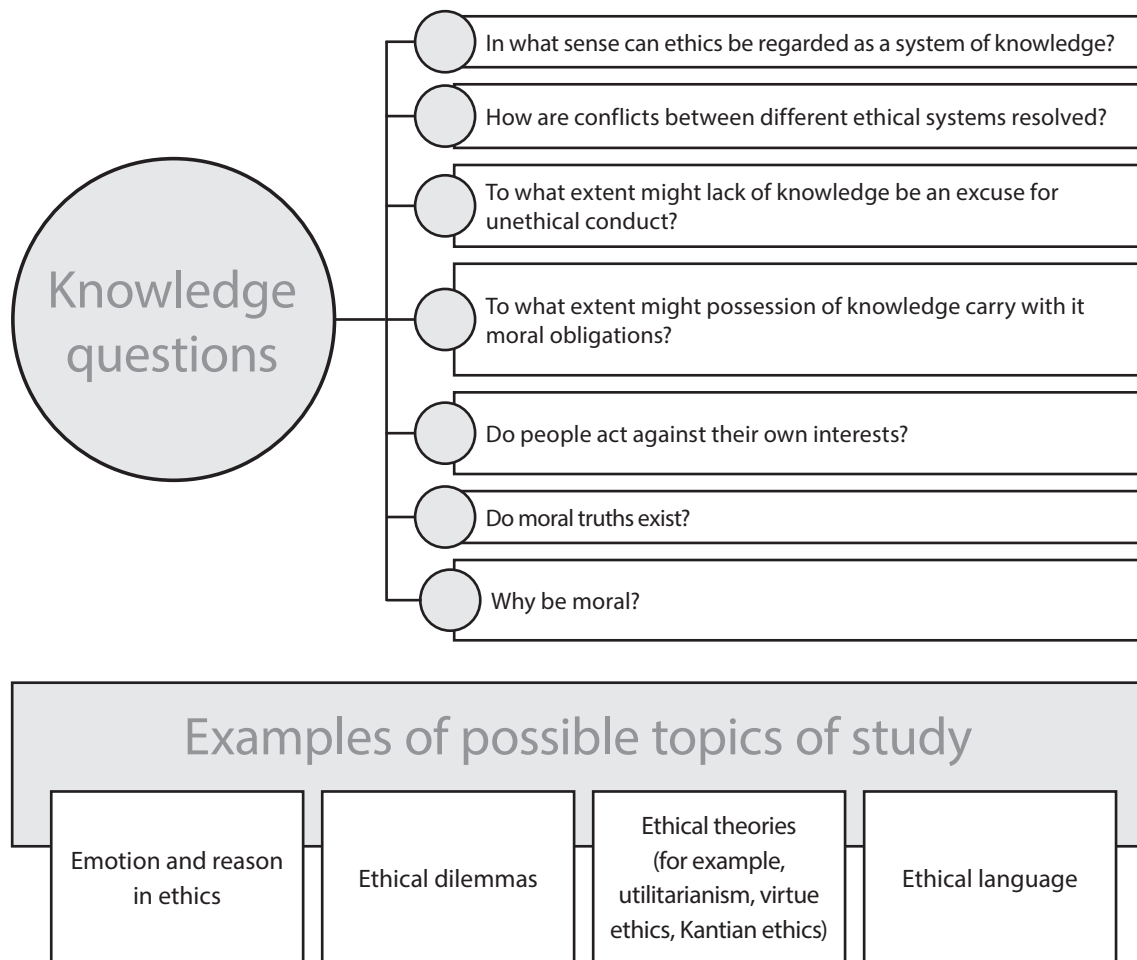 Knowledge
questions
In what sense can ethics be regarded as a system of knowledge?
How are conflicts between different ethical systems resolved?
To what extent might lack of knowledge be an excuse for
unethical conduct?
To what extent might possession of knowledge carry with it
moral obligations?
Do people act against their own interests?
Do moral truths exist?
Why be moral?
Examples of possible topics of study
Emotion and reason
in ethics
Ethical dilemmas
Ethical theories
(for example,
utilitarianism, virtue
ethics, Kantian ethics)
Ethical language